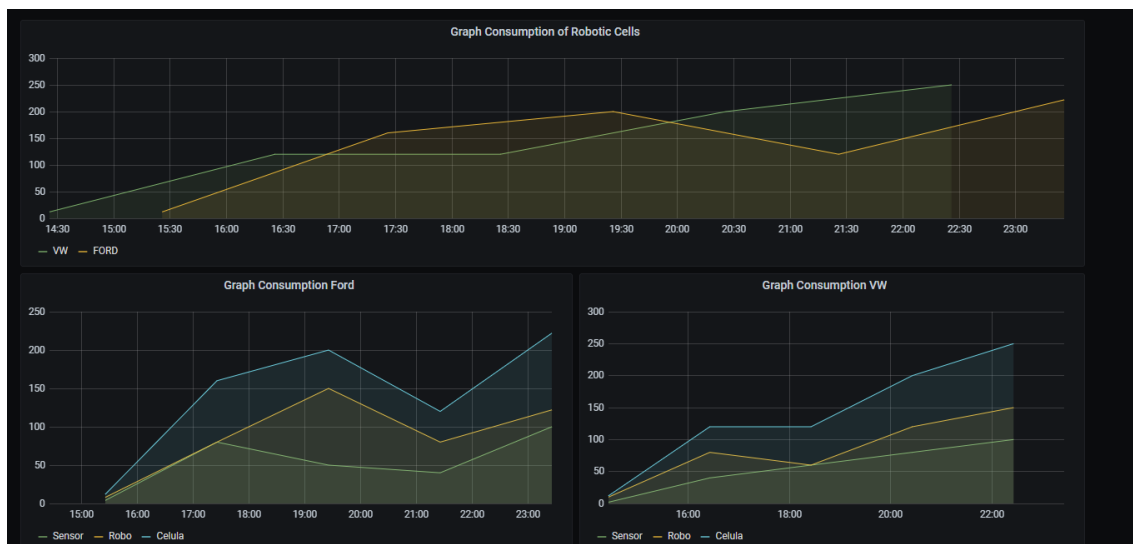 Graph Consumption of Robotic Cells
300
250
200
150
100
50
0
14:30 15:00 15:30 16:00 16:30 17:00 17:30 18:00 18:30 19:00 19:30 20:00 20:30 21:00 21:30 22:00 22:30 23:00
VW FORD
Graph Consumption Ford
250
200
150
100
50
0
15:00 16:00 17:00 18:00 19:00 20:00 21:00 22:00 23:00
Sensor Robo Celula
Graph Consumption VW
300
250
200
150
100
50
0
16:00 18:00 20:00 22:00
Sensor Robo Celula